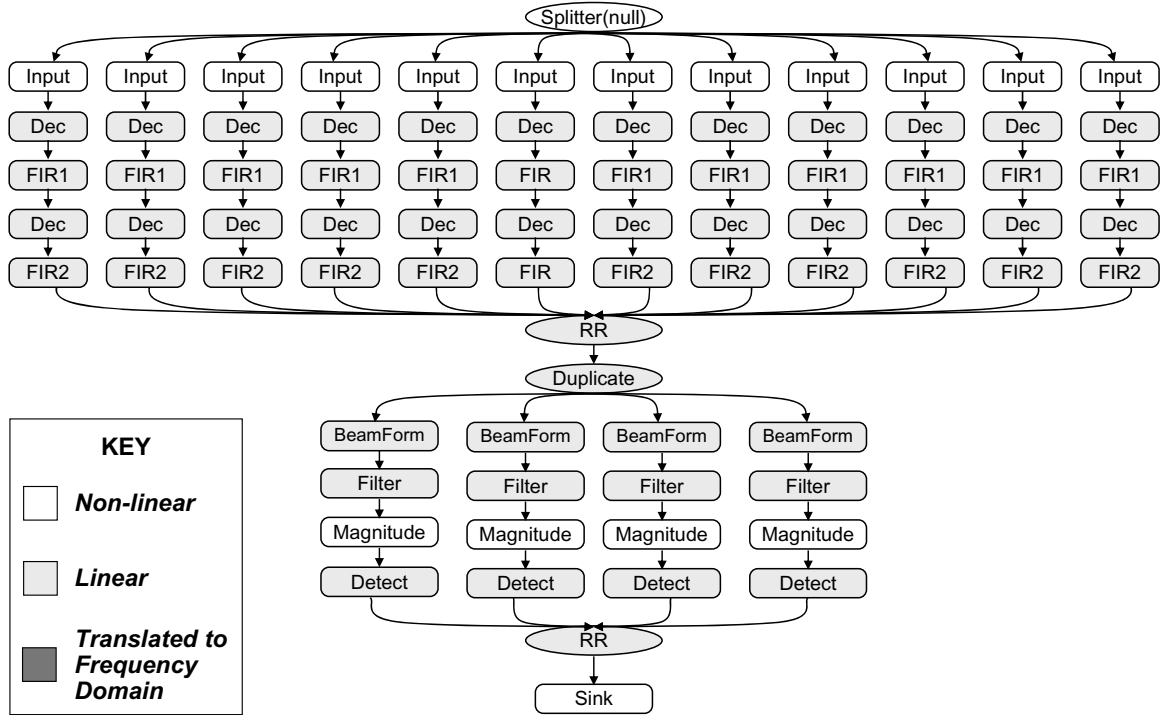 Splitter(null)
Input Input Input Input Input Input Input Input Input Input Input Input
Dec Dec Dec Dec Dec Dec Dec Dec Dec Dec Dec Dec
FIR1 FIR1 FIR1 FIR1 FIR1 FIR FIR1 FIR1 FIR1 FIR1 FIR1 FIR1
Dec Dec Dec Dec Dec Dec Dec Dec Dec Dec Dec Dec
FIR2 FIR2 FIR2 FIR2 FIR2 FIR FIR2 FIR2 FIR2 FIR2 FIR2 FIR2
RR
Duplicate
BeamForm BeamForm BeamForm BeamForm
Filter Filter Filter Filter
Magnitude Magnitude Magnitude Magnitude
Detect Detect Detect Detect
RR
Sink
KEY
Non-linear
Linear
Translated to
Frequency
Domain